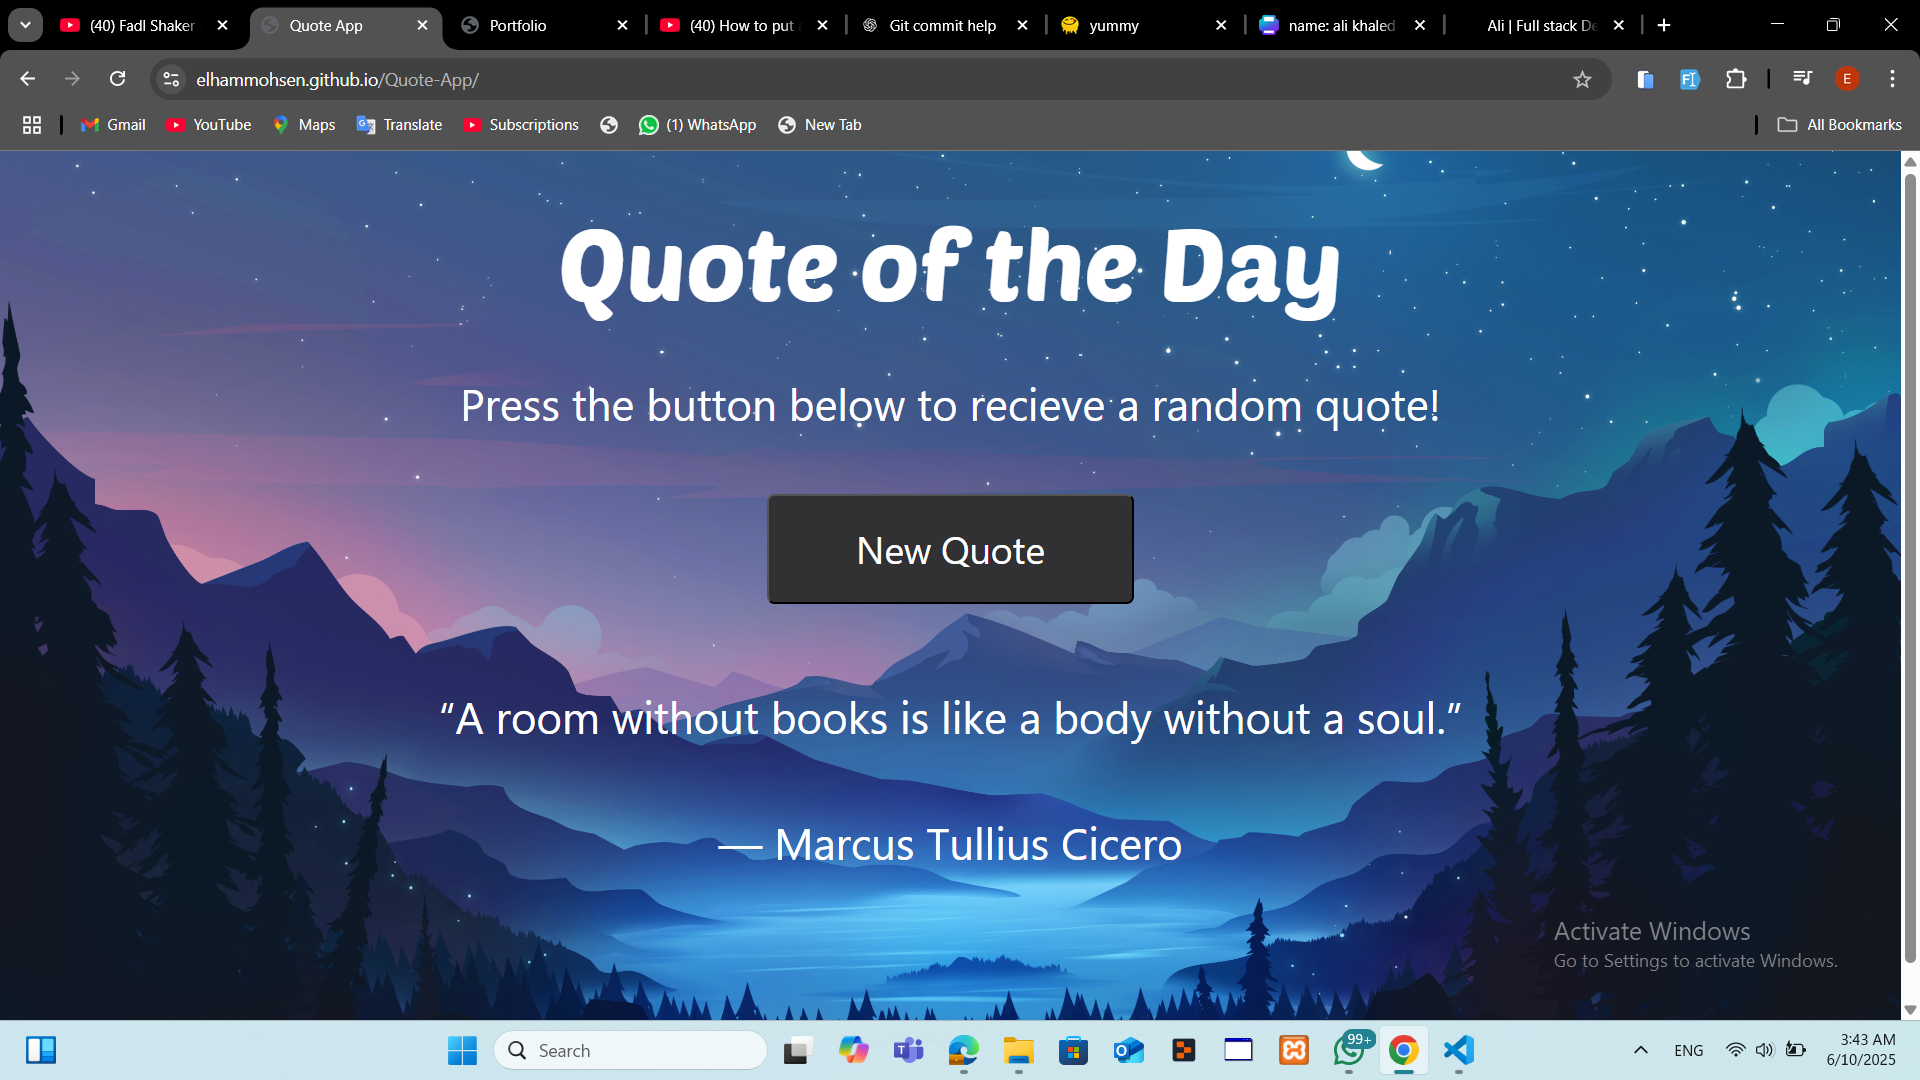 (40) Fadl Shaker
Quote App
Portfolio
(40) How to put
Git commit help
yummy
name: ali khaled
Ali | Full stack De
elhammohsen.github.io/Quote-App/
E
Gmail
YouTube
Maps
Translate
Subscriptions
(1) WhatsApp
New Tab
All Bookmarks
Quote of the Day
Press the button below to recieve a random quote!
New Quote
“A room without books is like a body without a soul.”
— Marcus Tullius Cicero
Activate Windows
Go to Settings to activate Windows.
Search
99+
ENG
3:43 AM
6/10/2025